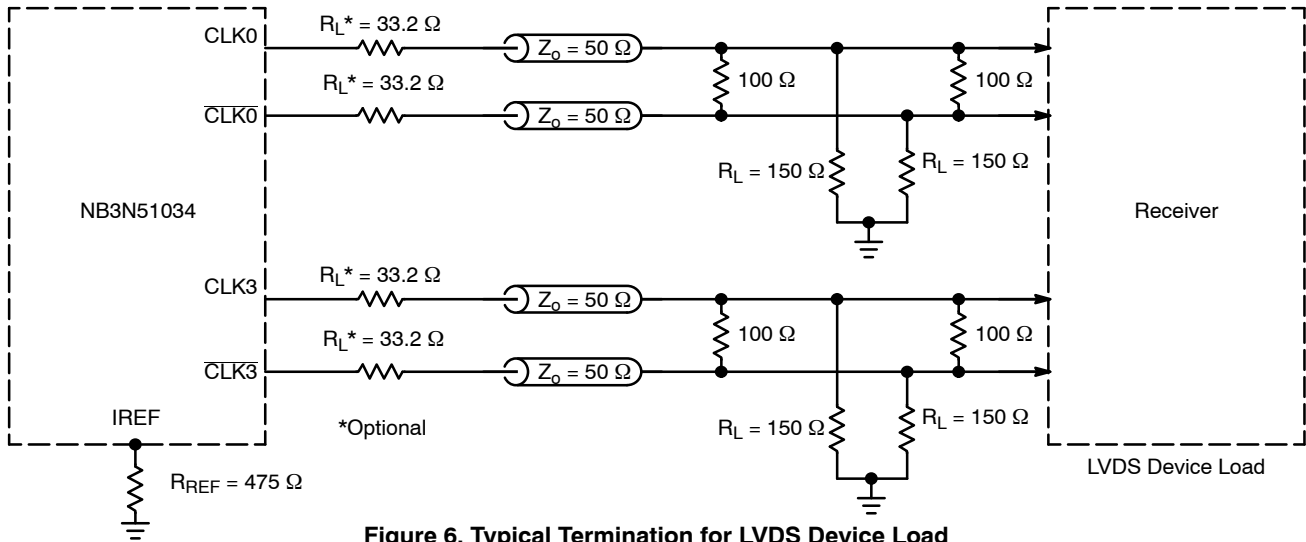 CLK0
R_L* = 33.2 Ω
Z_o = 50 Ω
100 Ω
100 Ω
R_L* = 33.2 Ω
C̅L̅K̅0̅
Z_o = 50 Ω
R_L = 150 Ω
R_L = 150 Ω
NB3N51034
Receiver
CLK3
R_L* = 33.2 Ω
Z_o = 50 Ω
100 Ω
100 Ω
R_L* = 33.2 Ω
C̅L̅K̅3̅
Z_o = 50 Ω
R_L = 150 Ω
R_L = 150 Ω
IREF
*Optional
LVDS Device Load
R_REF = 475 Ω
Figure 6. Typical Termination for LVDS Device Load